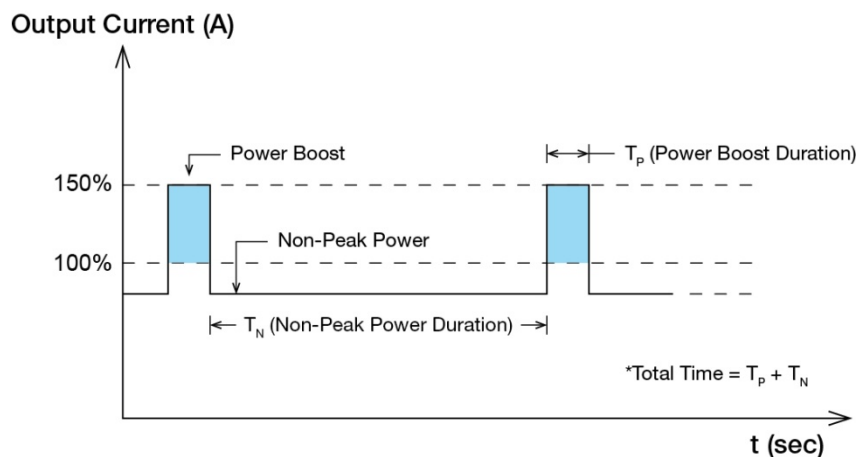 Output Current (A)
Power Boost
T_P (Power Boost Duration)
150%
Non-Peak Power
100%
T_N (Non-Peak Power Duration)
*Total Time = T_P + T_N
t (sec)